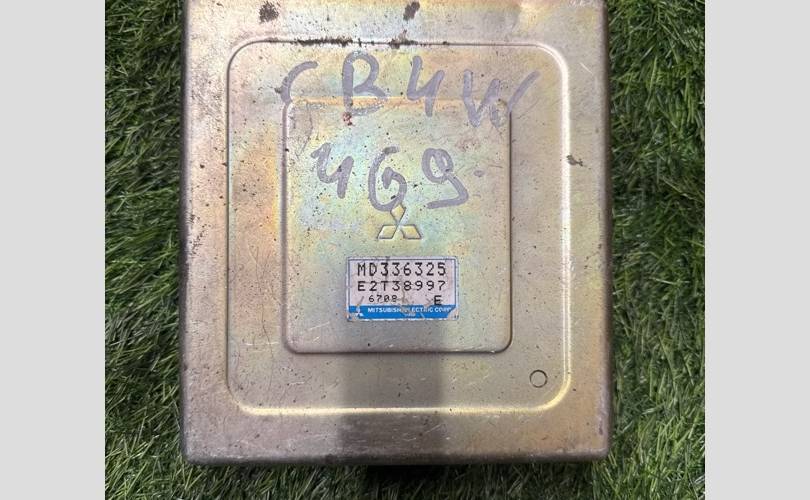 CB4W
4G9
MD336325
E2T38997
6708 E
MITSUBISHI ELECTRIC CORP